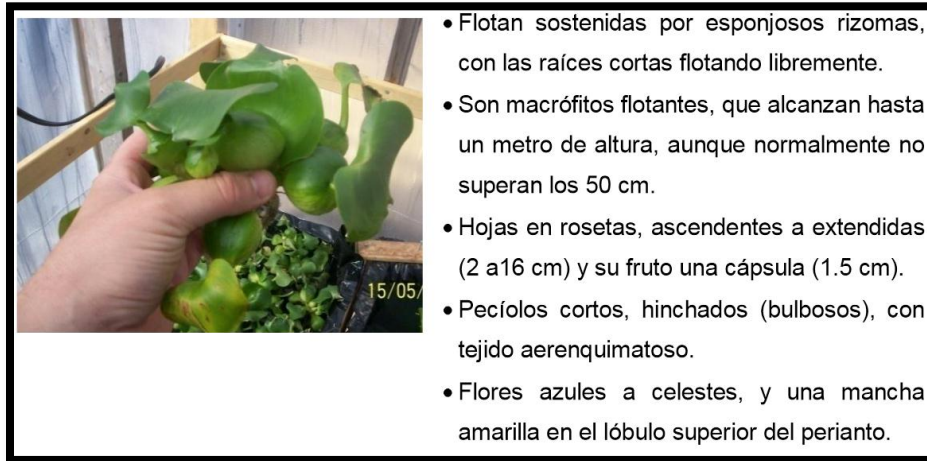 • Flotan sostenidas por esponjosos rizomas,
con las raíces cortas flotando libremente.
• Son macrófitos flotantes, que alcanzan hasta
un metro de altura, aunque normalmente no
superan los 50 cm.
• Hojas en rosetas, ascendentes a extendidas
(2 a16 cm) y su fruto una cápsula (1.5 cm).
• Pecíolos cortos, hinchados (bulbosos), con
tejido aerenquimatoso.
• Flores azules a celestes, y una mancha
amarilla en el lóbulo superior del perianto.
15/05/